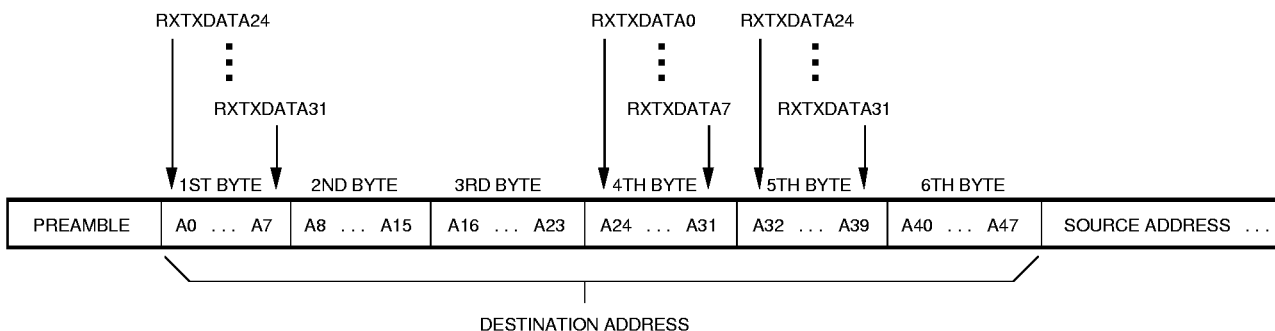 RXTXDATA24 RXTXDATA0 RXTXDATA24
RXTXDATA31 RXTXDATA7 RXTXDATA31
1ST BYTE 2ND BYTE 3RD BYTE 4TH BYTE 5TH BYTE 6TH BYTE
PREAMBLE A0 ... A7 A8 ... A15 A16 ... A23 A24 ... A31 A32 ... A39 A40 ... A47 SOURCE ADDRESS ...
DESTINATION ADDRESS